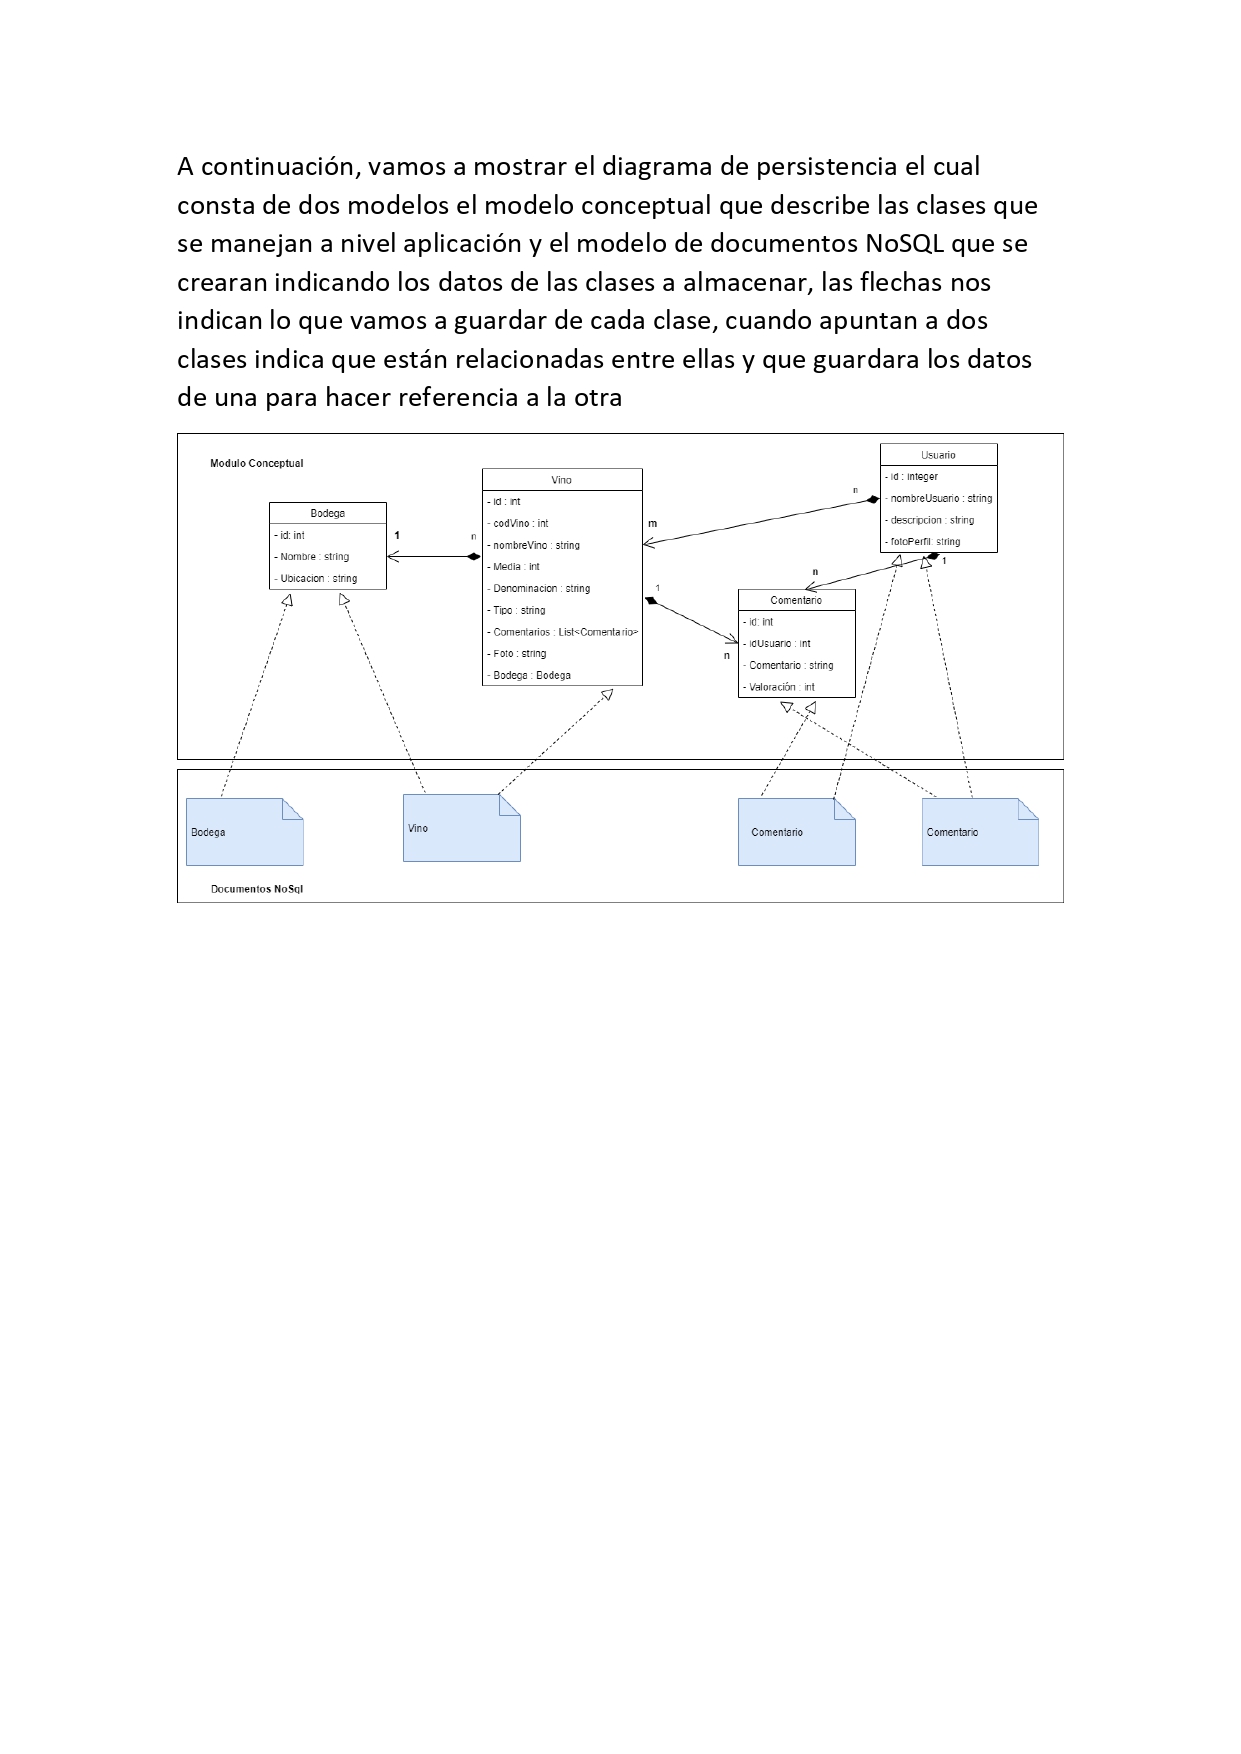 A continuación, vamos a mostrar el diagrama de persistencia el cual
consta de dos modelos el modelo conceptual que describe las clases que
se manejan a nivel aplicación y el modelo de documentos NoSQL que se
crearan indicando los datos de las clases a almacenar, las flechas nos
indican lo que vamos a guardar de cada clase, cuando apuntan a dos
clases indica que están relacionadas entre ellas y que guardara los datos
de una para hacer referencia a la otra
Modulo Conceptual
Bodega
- id: int
- Nombre : string
- Ubicacion : string
1
n
Vino
- id : int
- codVino : int
- nombreVino : string
- Media : int
- Denominacion : string
- Tipo : string
- Comentarios : List<Comentario>
- Foto : string
- Bodega : Bodega
m
n
1
n
Usuario
- id : integer
- nombreUsuario : string
- descripcion : string
- fotoPerfil: string
1
n
Comentario
- id: int
- idUsuario : int
- Comentario : string
- Valoración : int
Bodega
Vino
Comentario
Comentario
Documentos NoSql